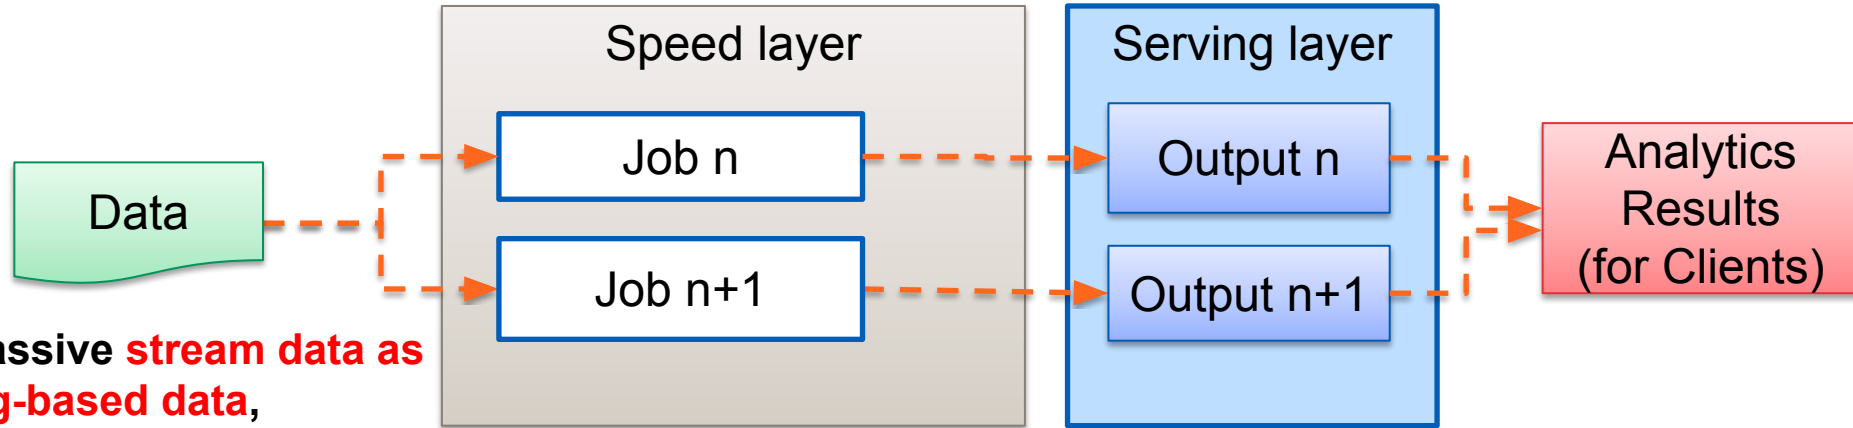 Speed layer
Serving layer
Data
Job n
Job n+1
Output n
Output n+1
Analytics
Results
(for Clients)
stream data as
-based data,